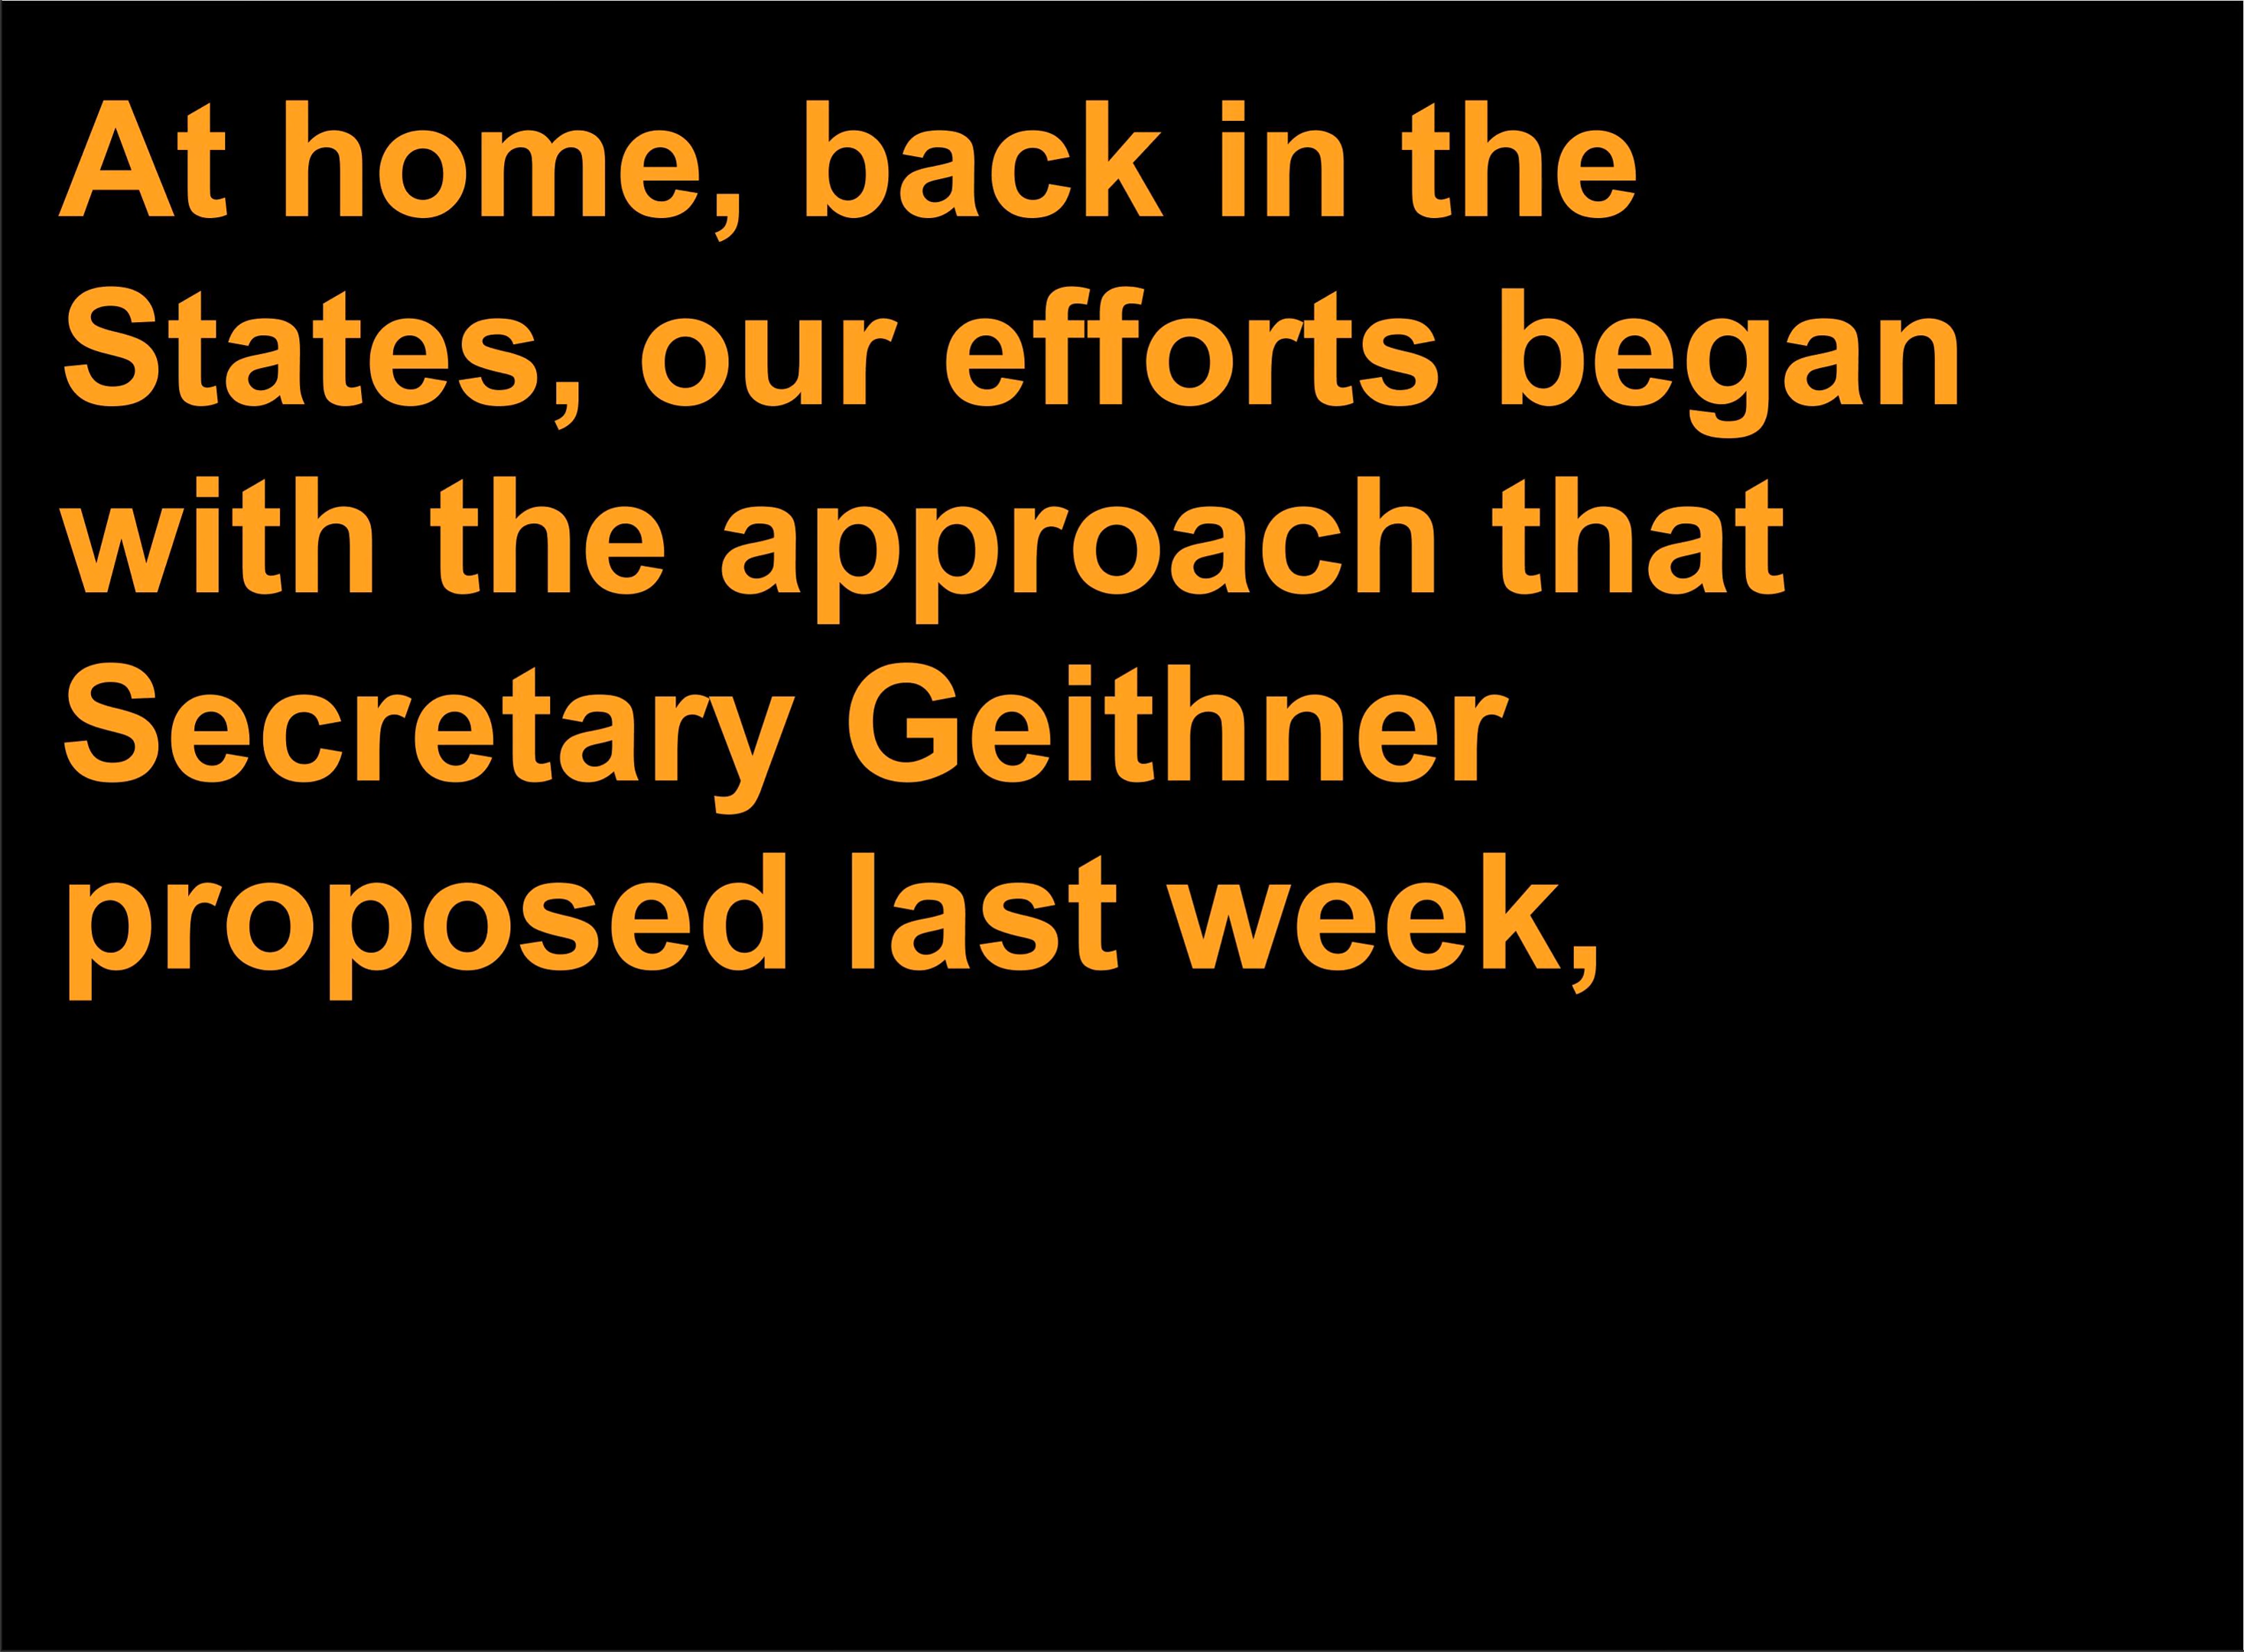 At home, back in the
States, our efforts began
with the approach that
Secretary Geithner
proposed last week,